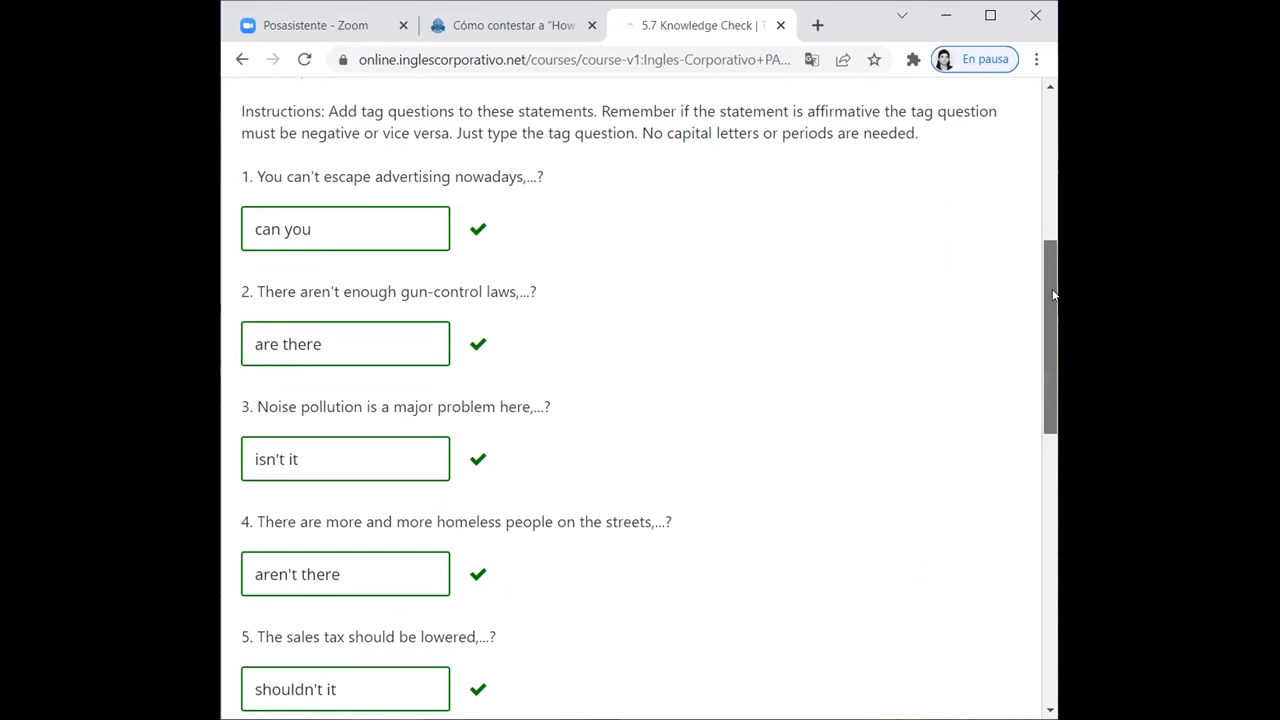 Posasistente - Zoom
Cómo contestar a "How
5.7 Knowledge Check |
online.inglescorporativo.net/courses/course-v1:Ingles-Corporativo+PA...
En pausa
Instructions: Add tag questions to these statements. Remember if the statement is affirmative the tag question
must be negative or vice versa. Just type the tag question. No capital letters or periods are needed.
1. You can't escape advertising nowadays,...?
can you
2. There aren't enough gun-control laws,...?
are there
3. Noise pollution is a major problem here,...?
isn't it
4. There are more and more homeless people on the streets,...?
aren't there
5. The sales tax should be lowered,...?
shouldn't it